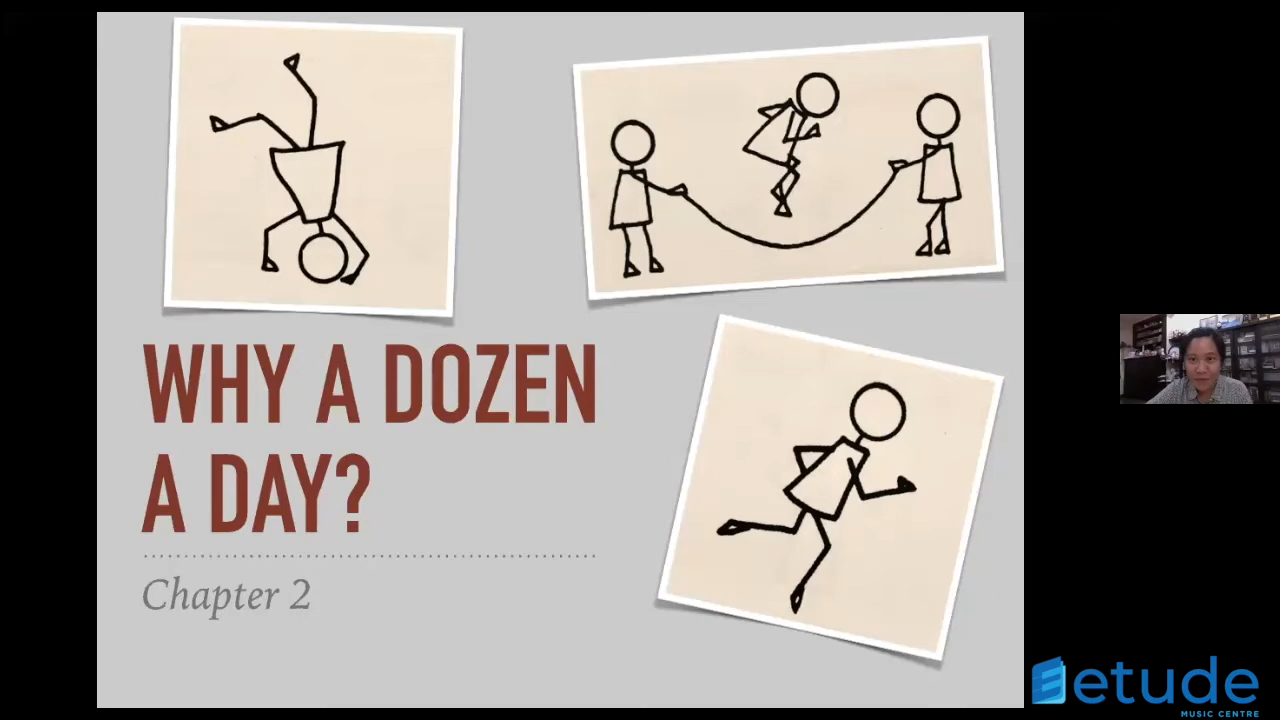 WHY A DOZEN
A DAY?
Chapter 2
etude
MUSIC CENTRE